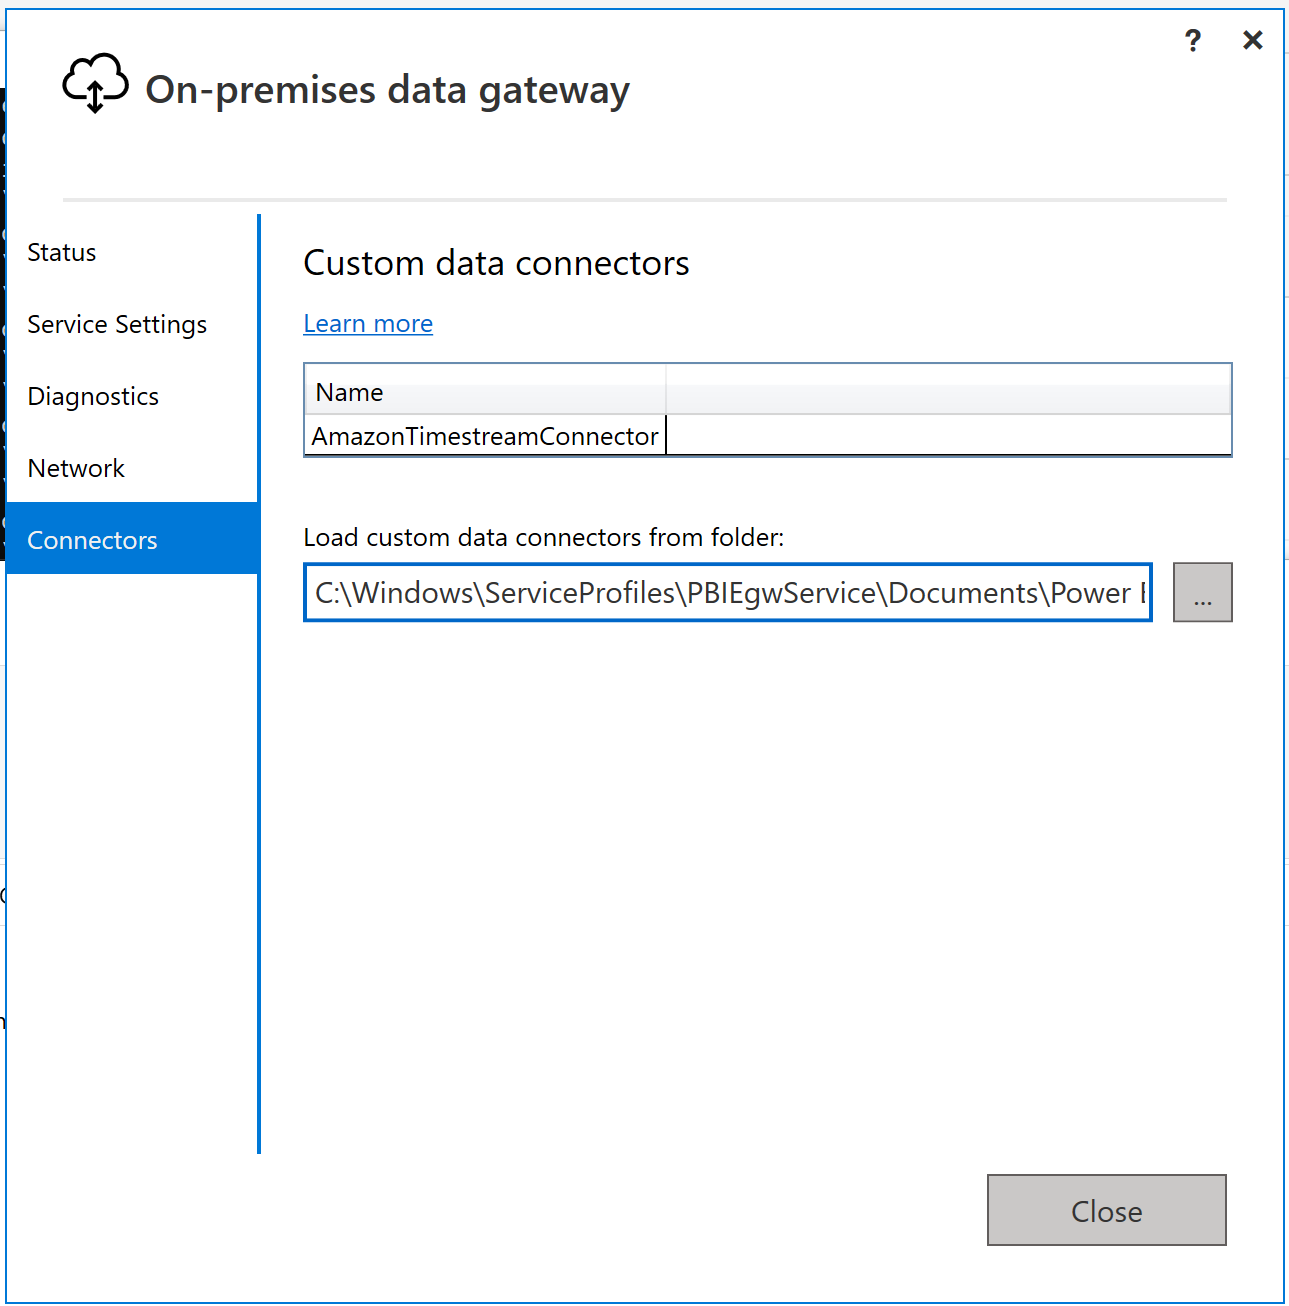 ? ×
On-premises data gateway
Status
Service Settings
Diagnostics
Network
Connectors
Custom data connectors
Learn more
Name
AmazonTimestreamConnector
Load custom data connectors from folder:
C:\Windows\ServiceProfiles\PBIEgwService\Documents\Power
...
Close